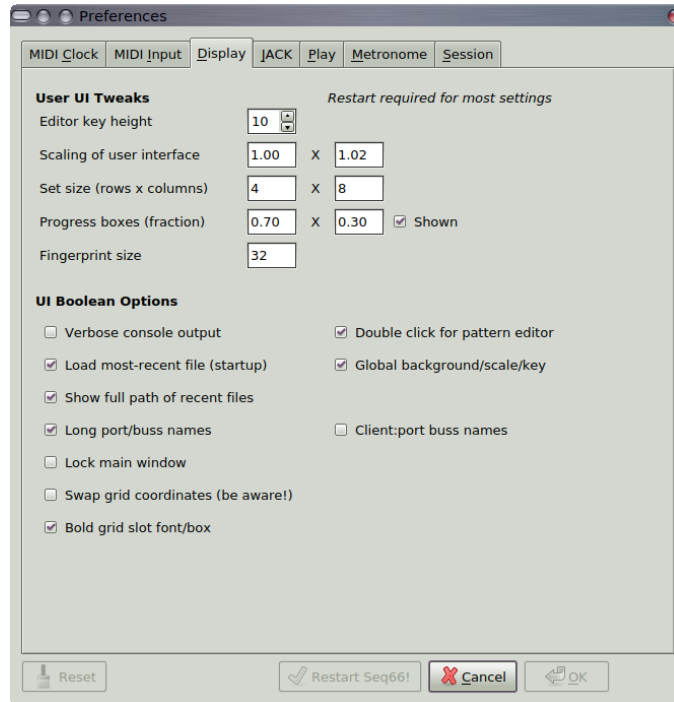 Preferences
MIDI Clock MIDI Input Display JACK Play Metronome Session
User UI Tweaks Restart required for most settings
Editor key height 10
Scaling of user interface 1.00 X 1.02
Set size (rows x columns) 4 X 8
Progress boxes (fraction) 0.70 X 0.30 Shown
Fingerprint size 32
UI Boolean Options
Verbose console output Double click for pattern editor
Load most-recent file (startup) Global background/scale/key
Show full path of recent files
Long port/buss names Client:port buss names
Lock main window
Swap grid coordinates (be aware!)
Bold grid slot font/box
Reset Restart Seq66! Cancel OK